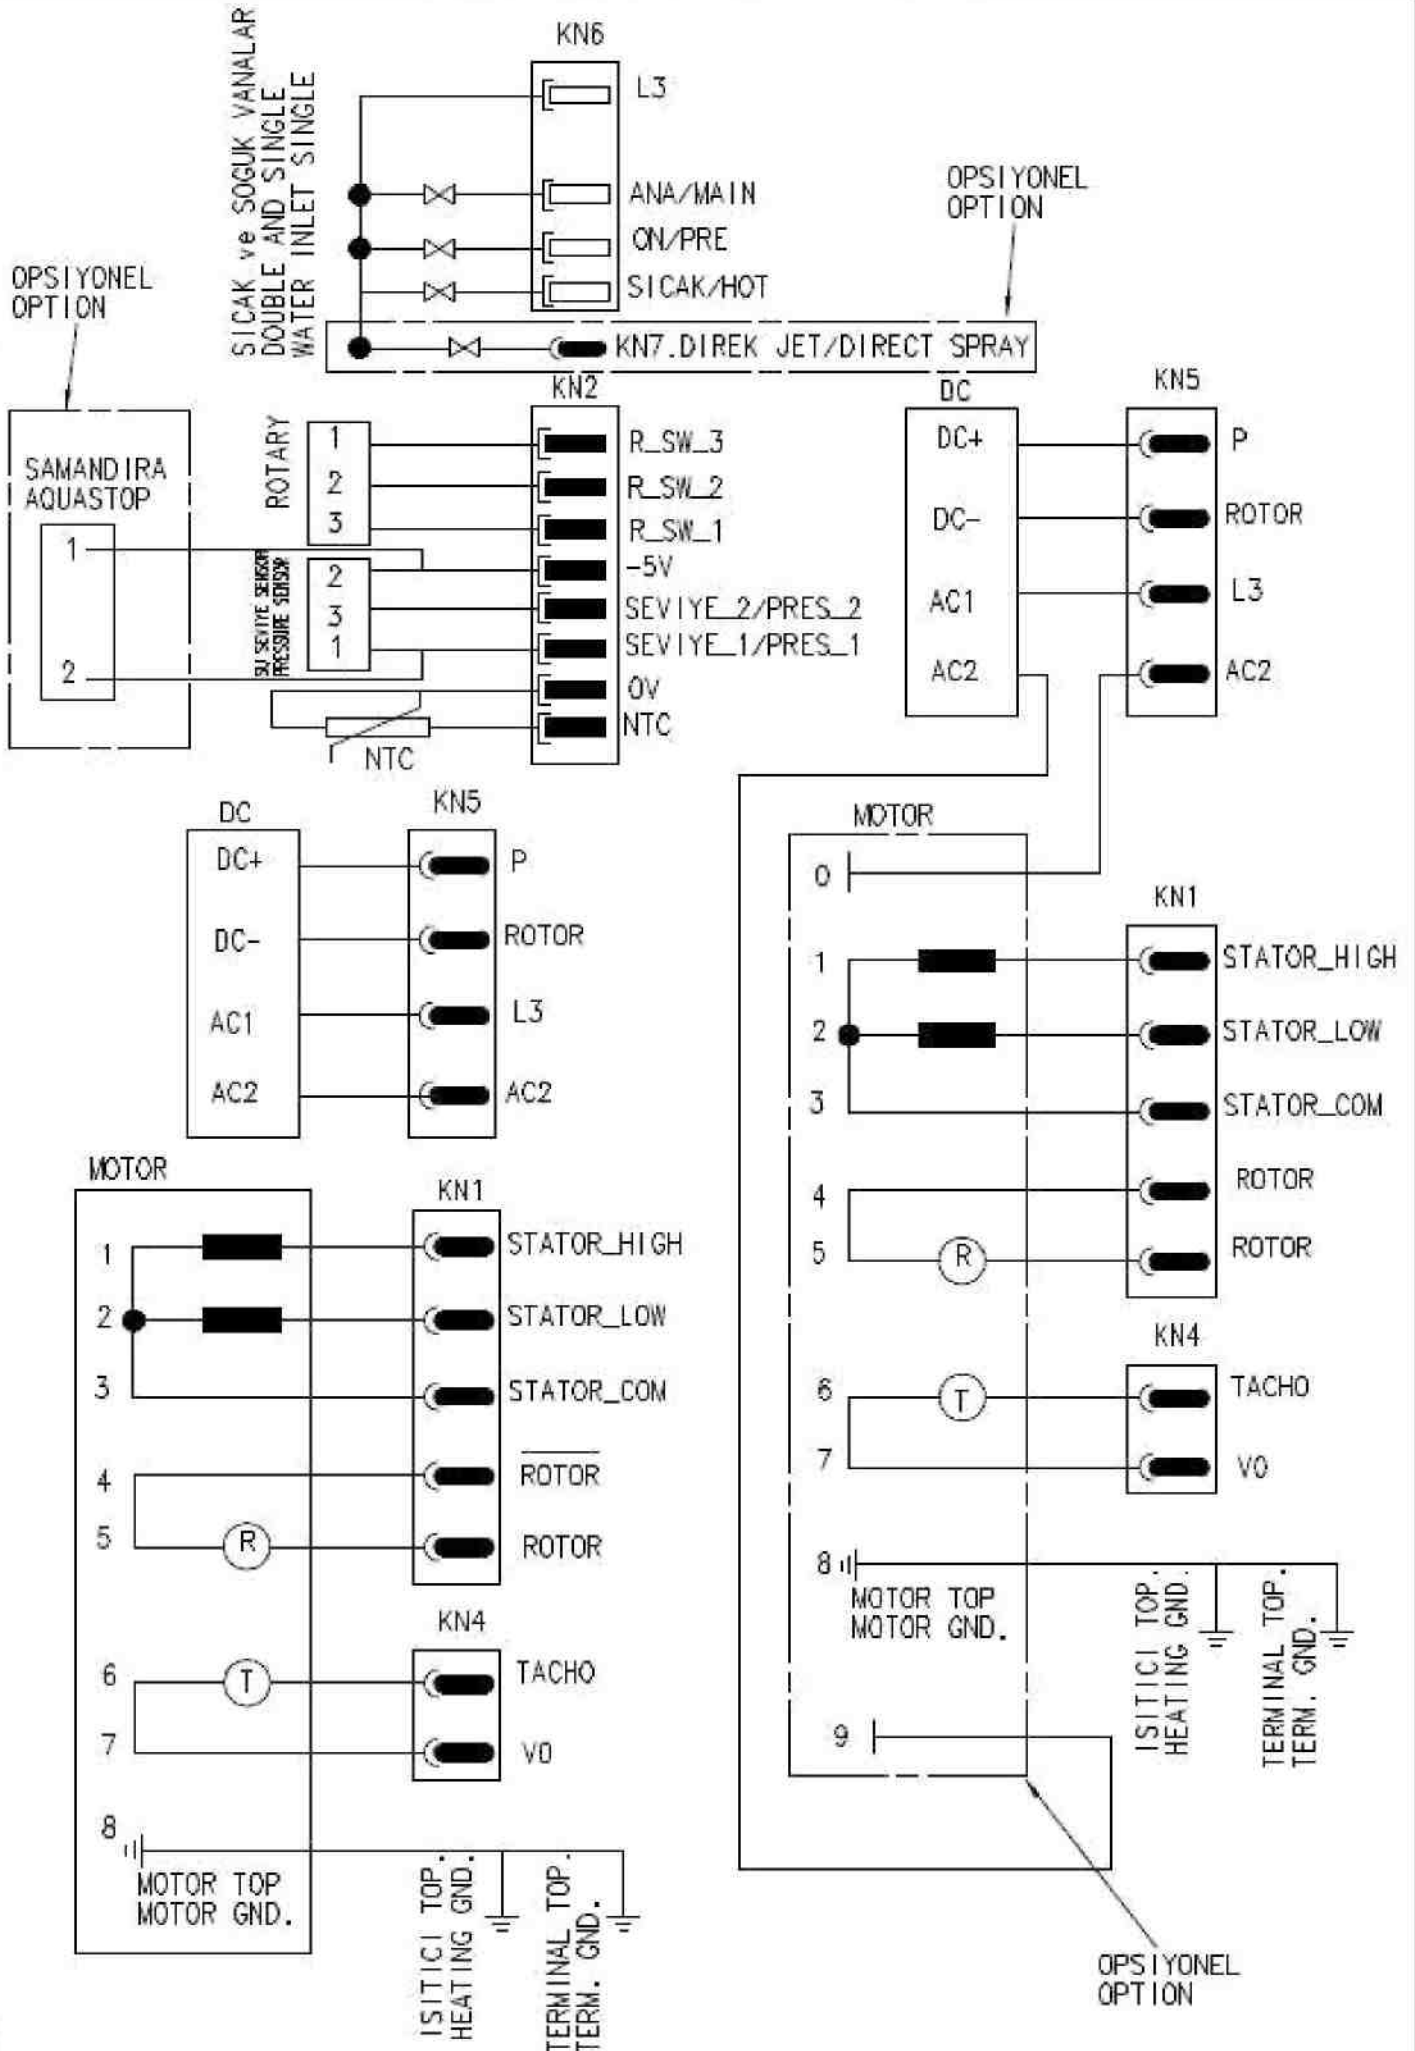 KN6
SICAK ve SOGUK VANALAR
DOUBLE AND SINGLE
WATER INLET SINGLE
L3
ANA/MAIN
ON/PRE
SICAK/HOT
OPSIYONEL
OPTION
KN7.DIREK JET/DIRECT SPRAY
OPSIYONEL
OPTION
SAMANDIRA
AQUASTOP
1
2
KN2
ROTARY
1
2
3
SU SEVIYE SENSOR
PRESSURE SENSOR
2
3
1
R_SW_3
R_SW_2
R_SW_1
-5V
SEVIYE_2/PRES_2
SEVIYE_1/PRES_1
0V
NTC
NTC
DC
KN5
DC+
P
DC-
ROTOR
AC1
L3
AC2
AC2
DC
KN5
DC+
P
DC-
ROTOR
AC1
L3
AC2
AC2
MOTOR
KN1
1
STATOR_HIGH
2
STATOR_LOW
3
STATOR_COM
4
ROTOR
5
R
ROTOR
KN4
6
T
TACHO
7
V0
8
MOTOR TOP
MOTOR GND.
ISITICI TOP.
HEATING GND.
TERMINAL TOP.
TERM. GND.
MOTOR
0
KN1
1
STATOR_HIGH
2
STATOR_LOW
3
STATOR_COM
4
ROTOR
5
R
ROTOR
KN4
6
T
TACHO
7
V0
8
MOTOR TOP
MOTOR GND.
ISITICI TOP.
HEATING GND.
TERMINAL TOP.
TERM. GND.
9
OPSIYONEL
OPTION